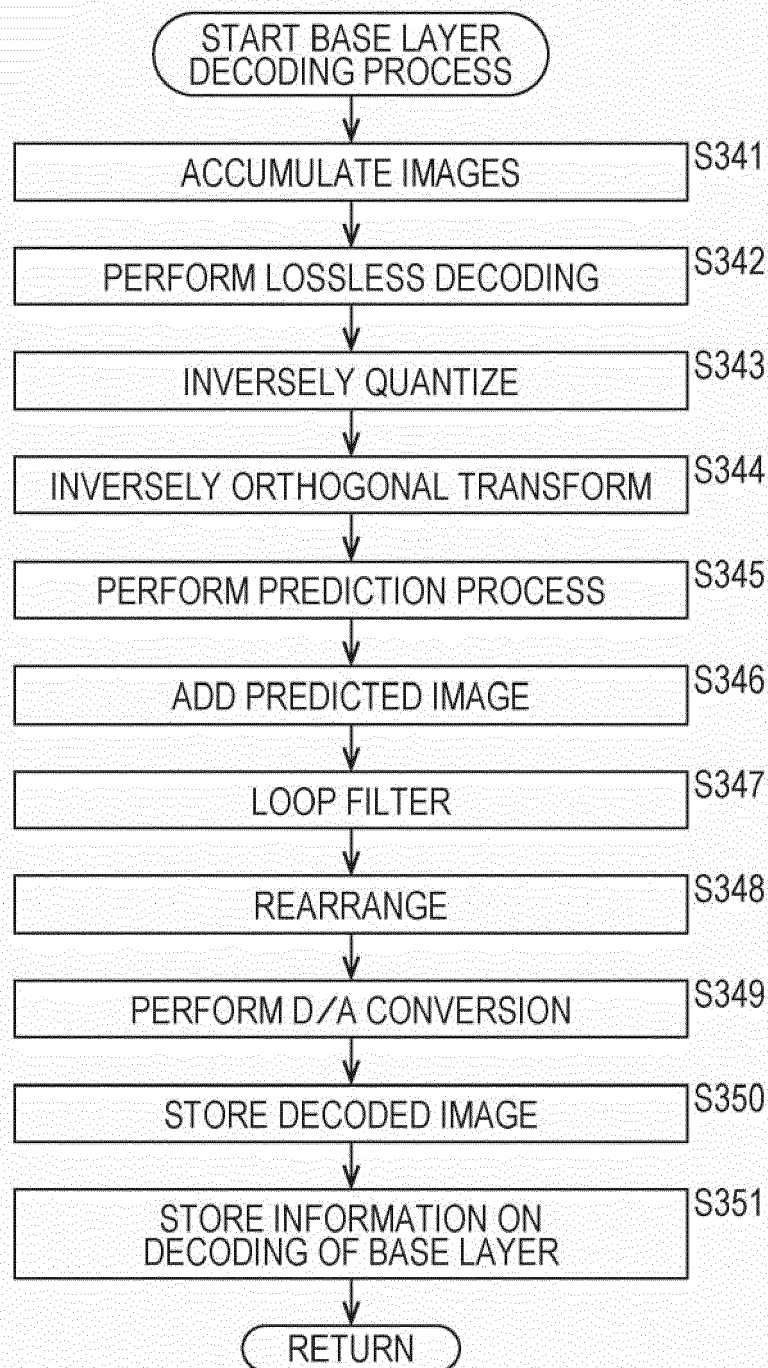 START BASE LAYER
DECODING PROCESS
ACCUMULATE IMAGES
S341
PERFORM LOSSLESS DECODING
S342
INVERSELY QUANTIZE
S343
INVERSELY ORTHOGONAL TRANSFORM
S344
PERFORM PREDICTION PROCESS
S345
ADD PREDICTED IMAGE
S346
LOOP FILTER
S347
REARRANGE
S348
PERFORM D/A CONVERSION
S349
STORE DECODED IMAGE
S350
STORE INFORMATION ON
DECODING OF BASE LAYER
S351
RETURN